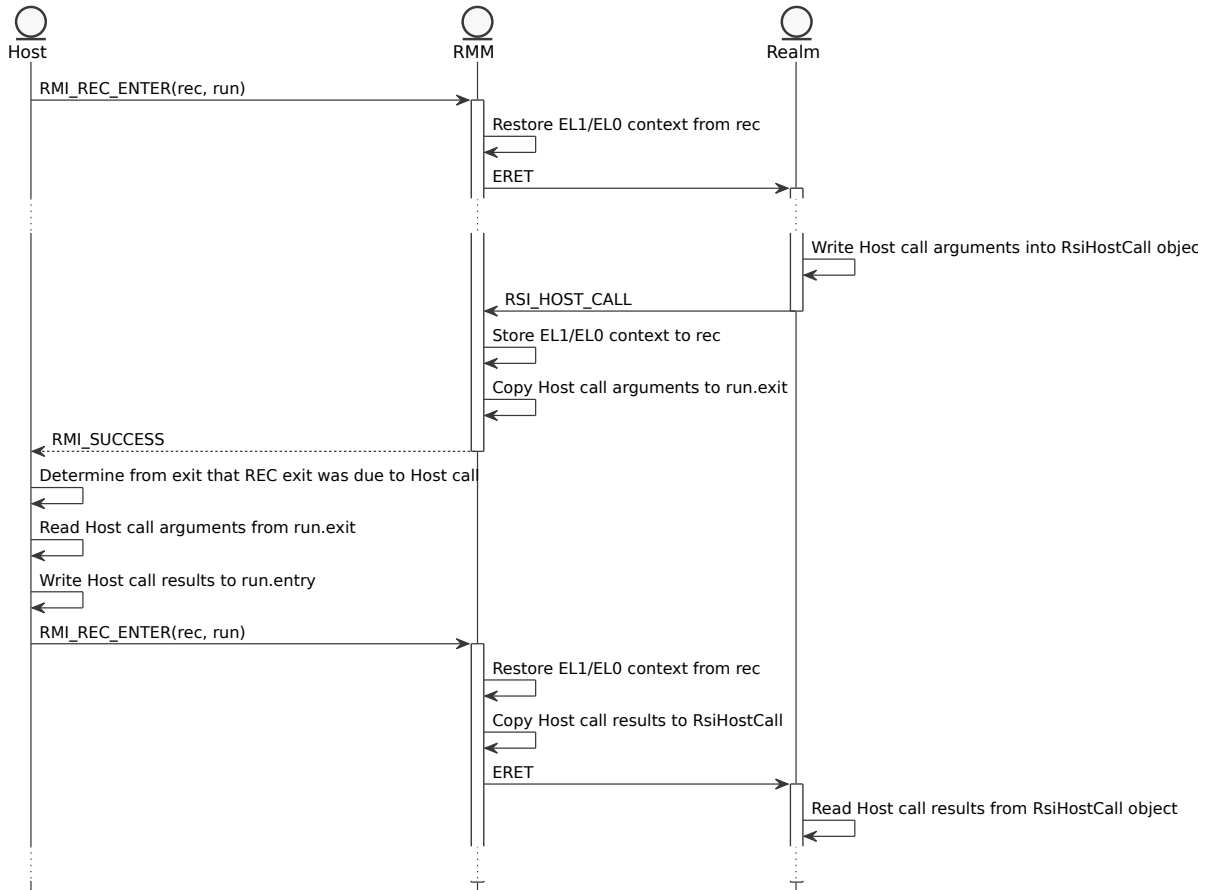 Host
RMM
Realm
RMI_REC_ENTER(rec, run)
Restore EL1/EL0 context from rec
ERET
Write Host call arguments into RsiHostCall objec
RSI_HOST_CALL
Store EL1/EL0 context to rec
Copy Host call arguments to run.exit
RMI_SUCCESS
Determine from exit that REC exit was due to Host call
Read Host call arguments from run.exit
Write Host call results to run.entry
RMI_REC_ENTER(rec, run)
Restore EL1/EL0 context from rec
Copy Host call results to RsiHostCall
ERET
Read Host call results from RsiHostCall object